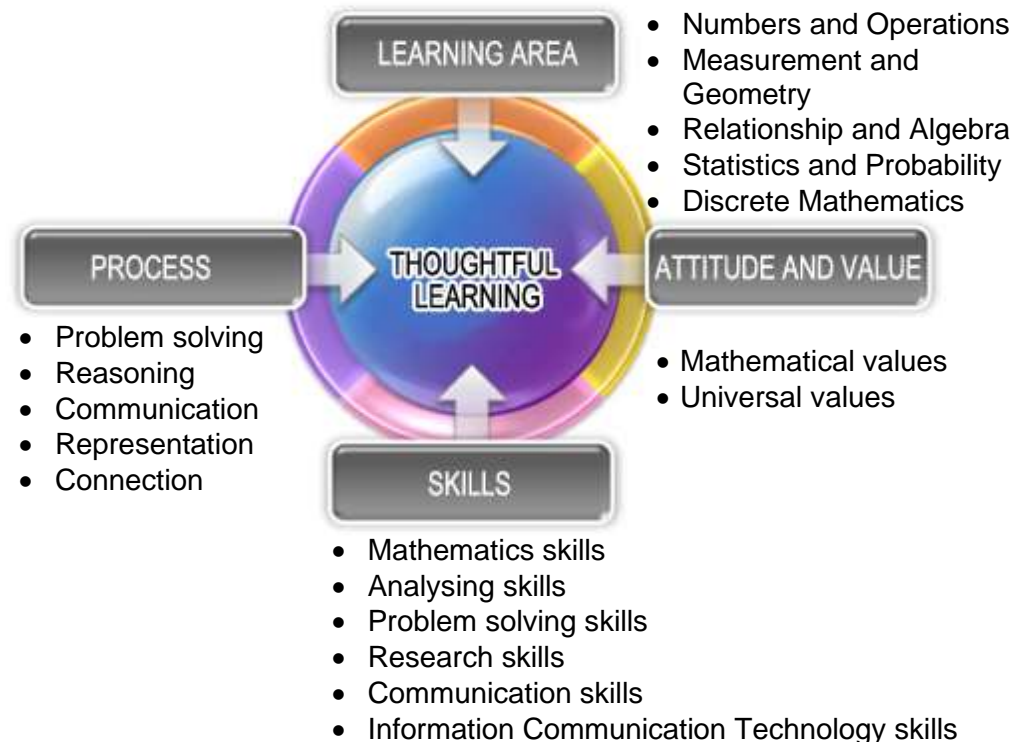 LEARNING AREA
• Numbers and Operations
• Measurement and
Geometry
• Relationship and Algebra
• Statistics and Probability
• Discrete Mathematics
PROCESS
• Problem solving
• Reasoning
• Communication
• Representation
• Connection
THOUGHTFUL
LEARNING
ATTITUDE AND VALUE
• Mathematical values
• Universal values
SKILLS
• Mathematics skills
• Analysing skills
• Problem solving skills
• Research skills
• Communication skills
• Information Communication Technology skills